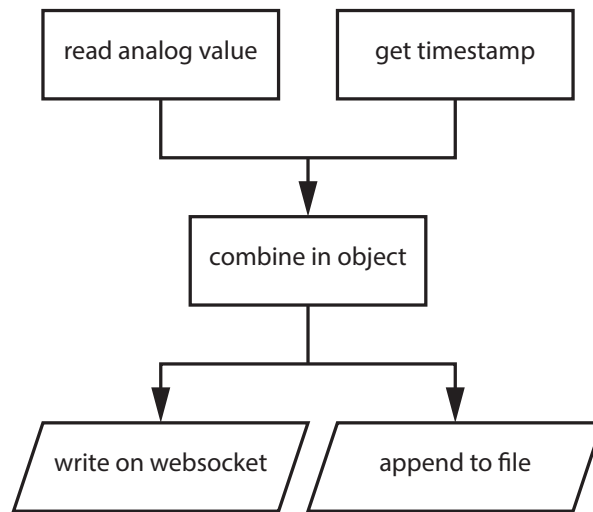 read analog value
get timestamp
combine in object
write on websocket
append to file